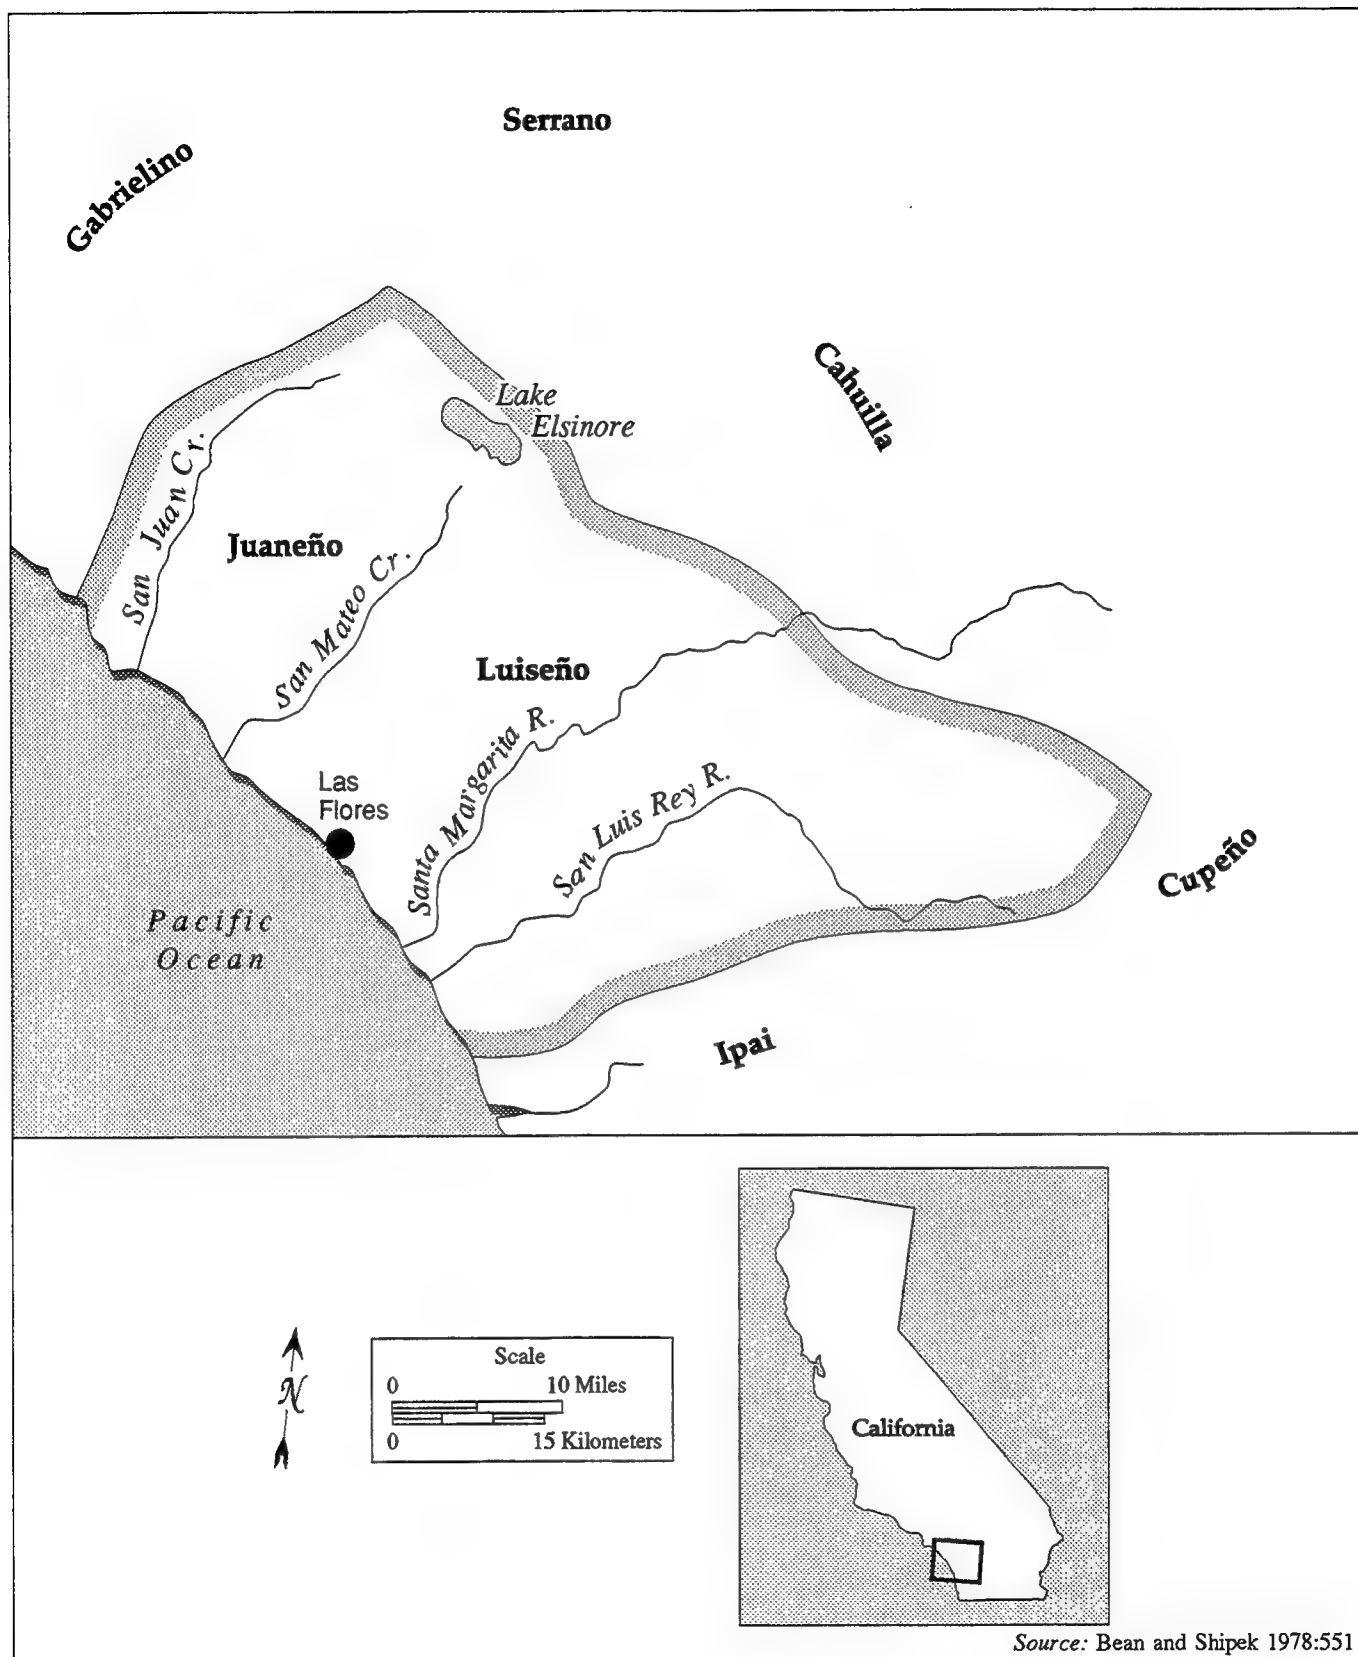 Serrano
Gabrielino
Cahuilla
Lake
Elsinore
San Juan Cr.
Juaneño
San Mateo Cr.
Luiseño
Santa Margarita R.
San Luis Rey R.
Las
Flores
Cupeño
Pacific
Ocean
Ipai
N
Scale
0 10 Miles
0 15 Kilometers
California
Source: Bean and Shipek 1978:551